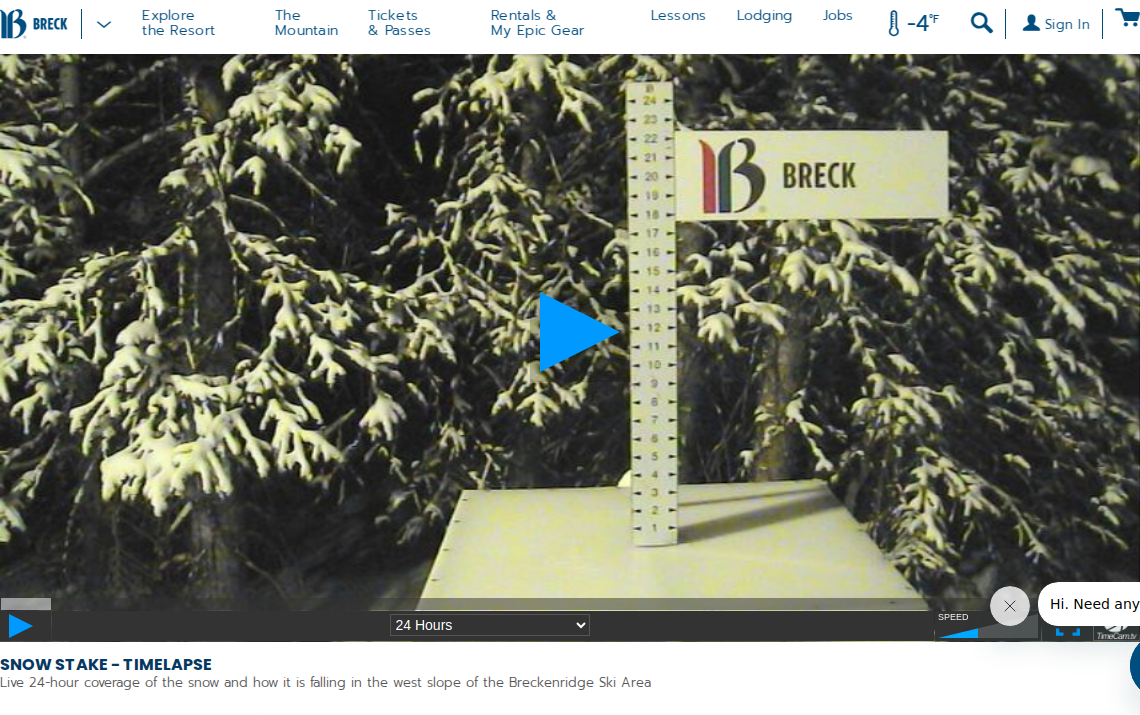 BRECK
Explore
the Resort
The
Mountain
Tickets
& Passes
Rentals &
My Epic Gear
Lessons
Lodging
Jobs
-4°F
Sign In
24
23
22
21
20
19
18
17
16
15
14
13
12
11
10
9
8
7
6
5
4
3
2
1
B BRECK
24 Hours
SPEED
Hi. Need any
TimeCam.tv
SNOW STAKE - TIMELAPSE
Live 24-hour coverage of the snow and how it is falling in the west slope of the Breckenridge Ski Area